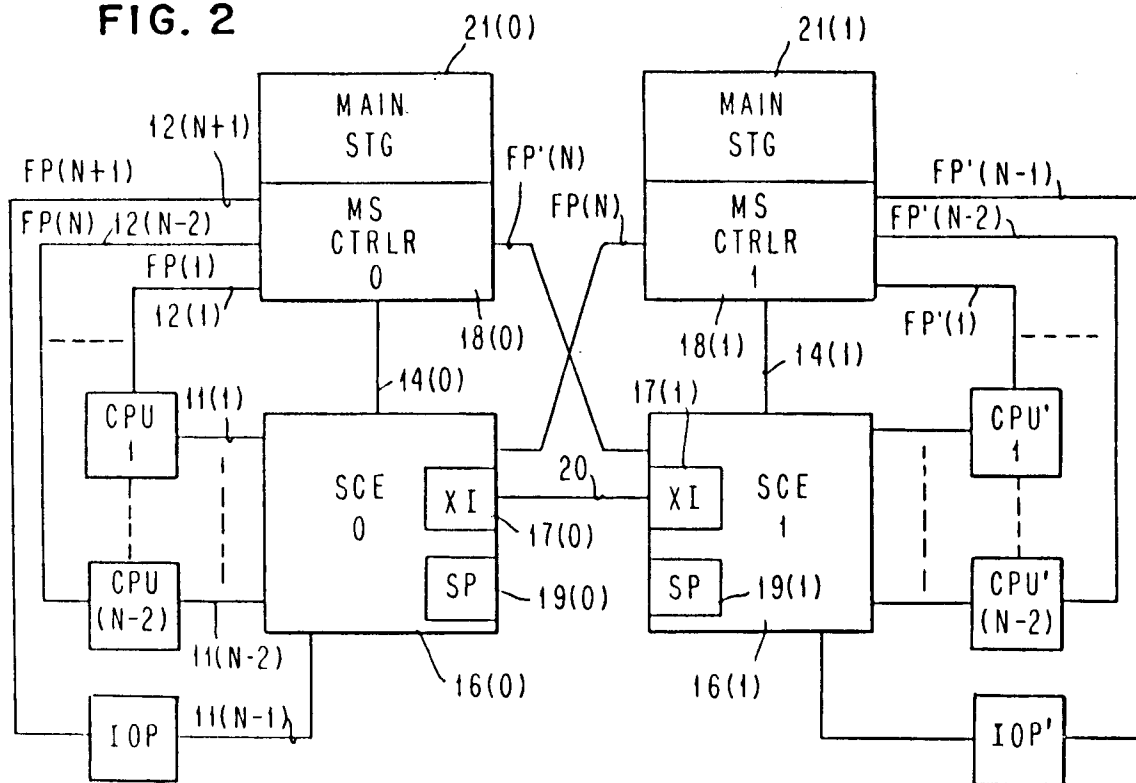 FIG. 2
21(0)
21(1)
MAIN
STG
MAIN
STG
12(N+1)
FP'(N)
FP(N+1)
FP'(N-1)
FP(N)
MS
CTRLR
0
MS
CTRLR
1
FP(N)
12(N-2)
FP'(N-2)
FP(1)
12(1)
18(0)
18(1)
FP'(1)
14(0)
14(1)
CPU
1
11(1)
17(1)
CPU'
1
SCE
0
XI
20
XI
SCE
1
17(0)
SP
19(0)
SP
19(1)
CPU
(N-2)
CPU'
(N-2)
11(N-2)
16(0)
16(1)
IOP
11(N-1)
IOP'